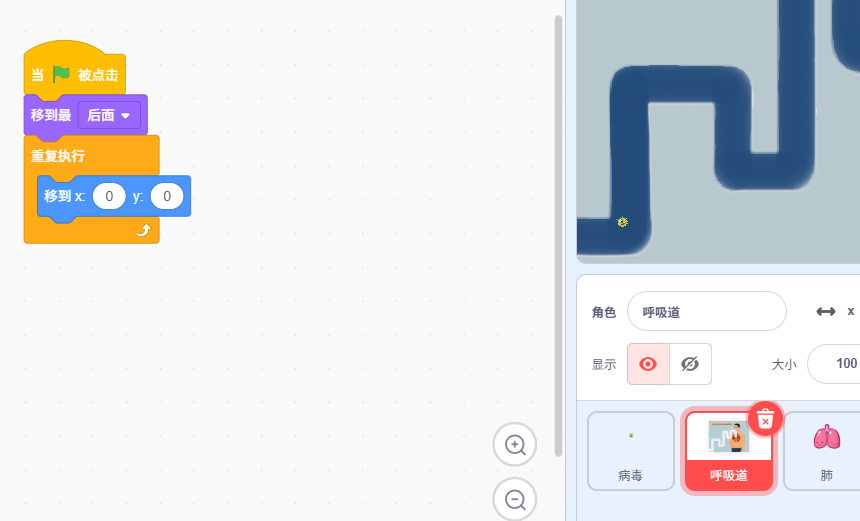 当 被点击
移到最 后面
重复执行
移到 x: 0 y: 0
角色 呼吸道 x
显示 大小 100
病毒 呼吸道 肺